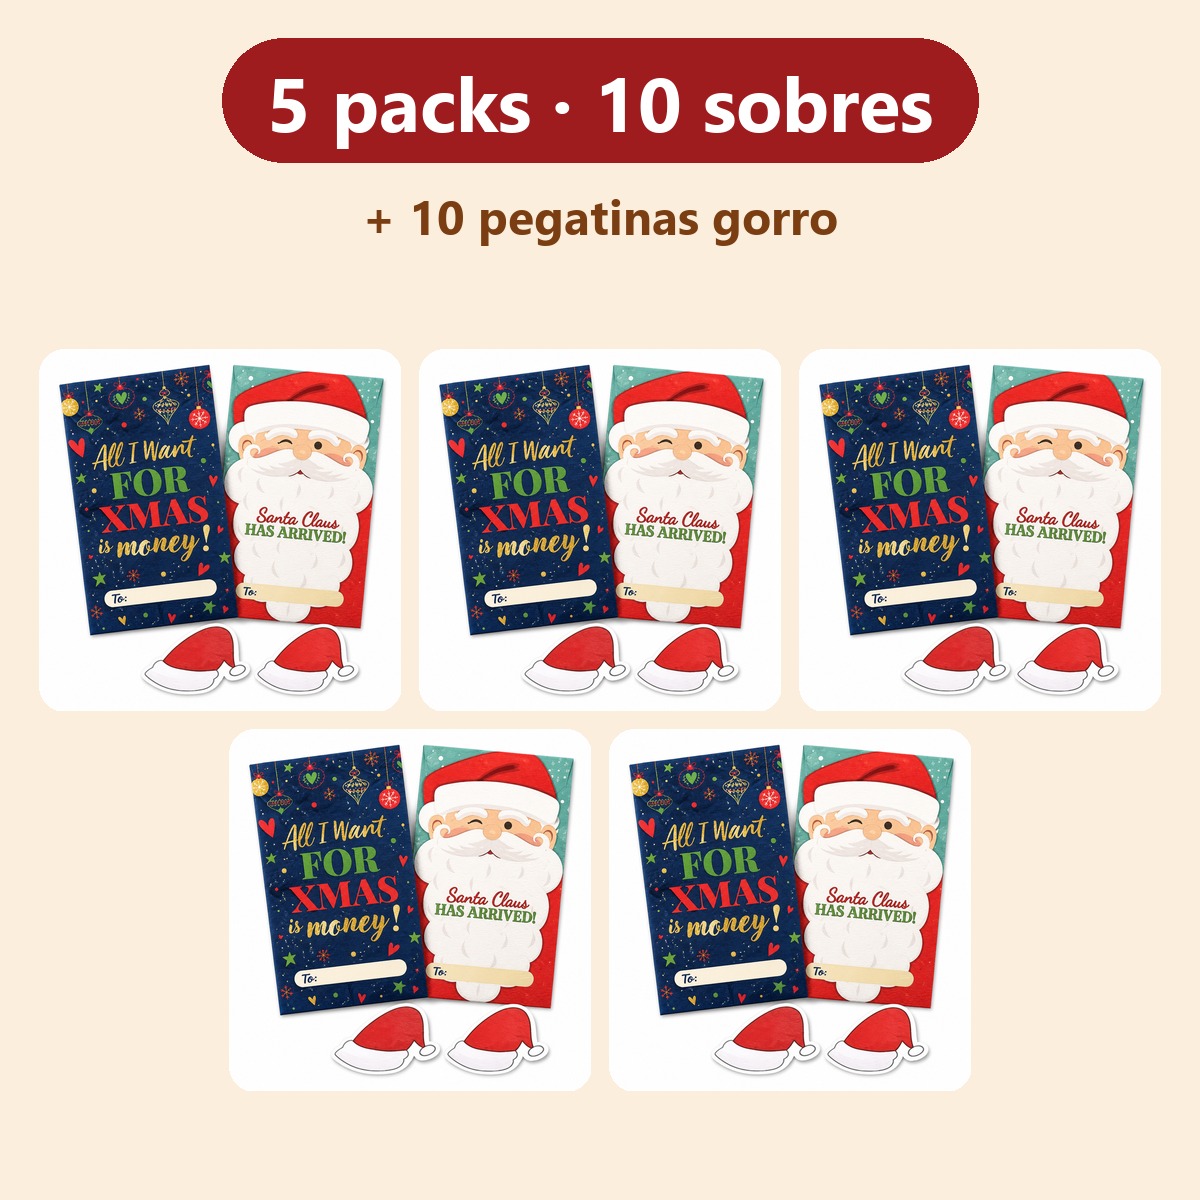 5 packs · 10 sobres
+ 10 pegatinas gorro
All I Want
FOR
XMAS
is money!
To:
Santa Claus
HAS ARRIVED!
To:
All I Want
FOR
XMAS
is money!
To:
Santa Claus
HAS ARRIVED!
To:
All I Want
FOR
XMAS
is money!
To:
Santa Claus
HAS ARRIVED!
To:
All I Want
FOR
XMAS
is money!
To:
Santa Claus
HAS ARRIVED!
To:
All I Want
FOR
XMAS
is money!
To:
Santa Claus
HAS ARRIVED!
To: